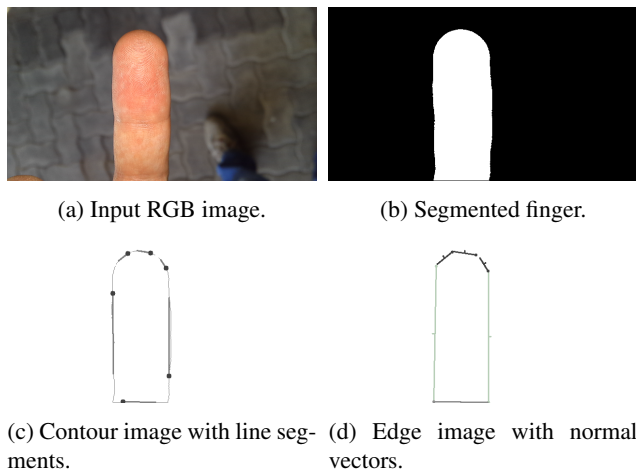 (a) Input RGB image.
(b) Segmented finger.
(c) Contour image with line seg-
ments.
(d) Edge image with normal
vectors.